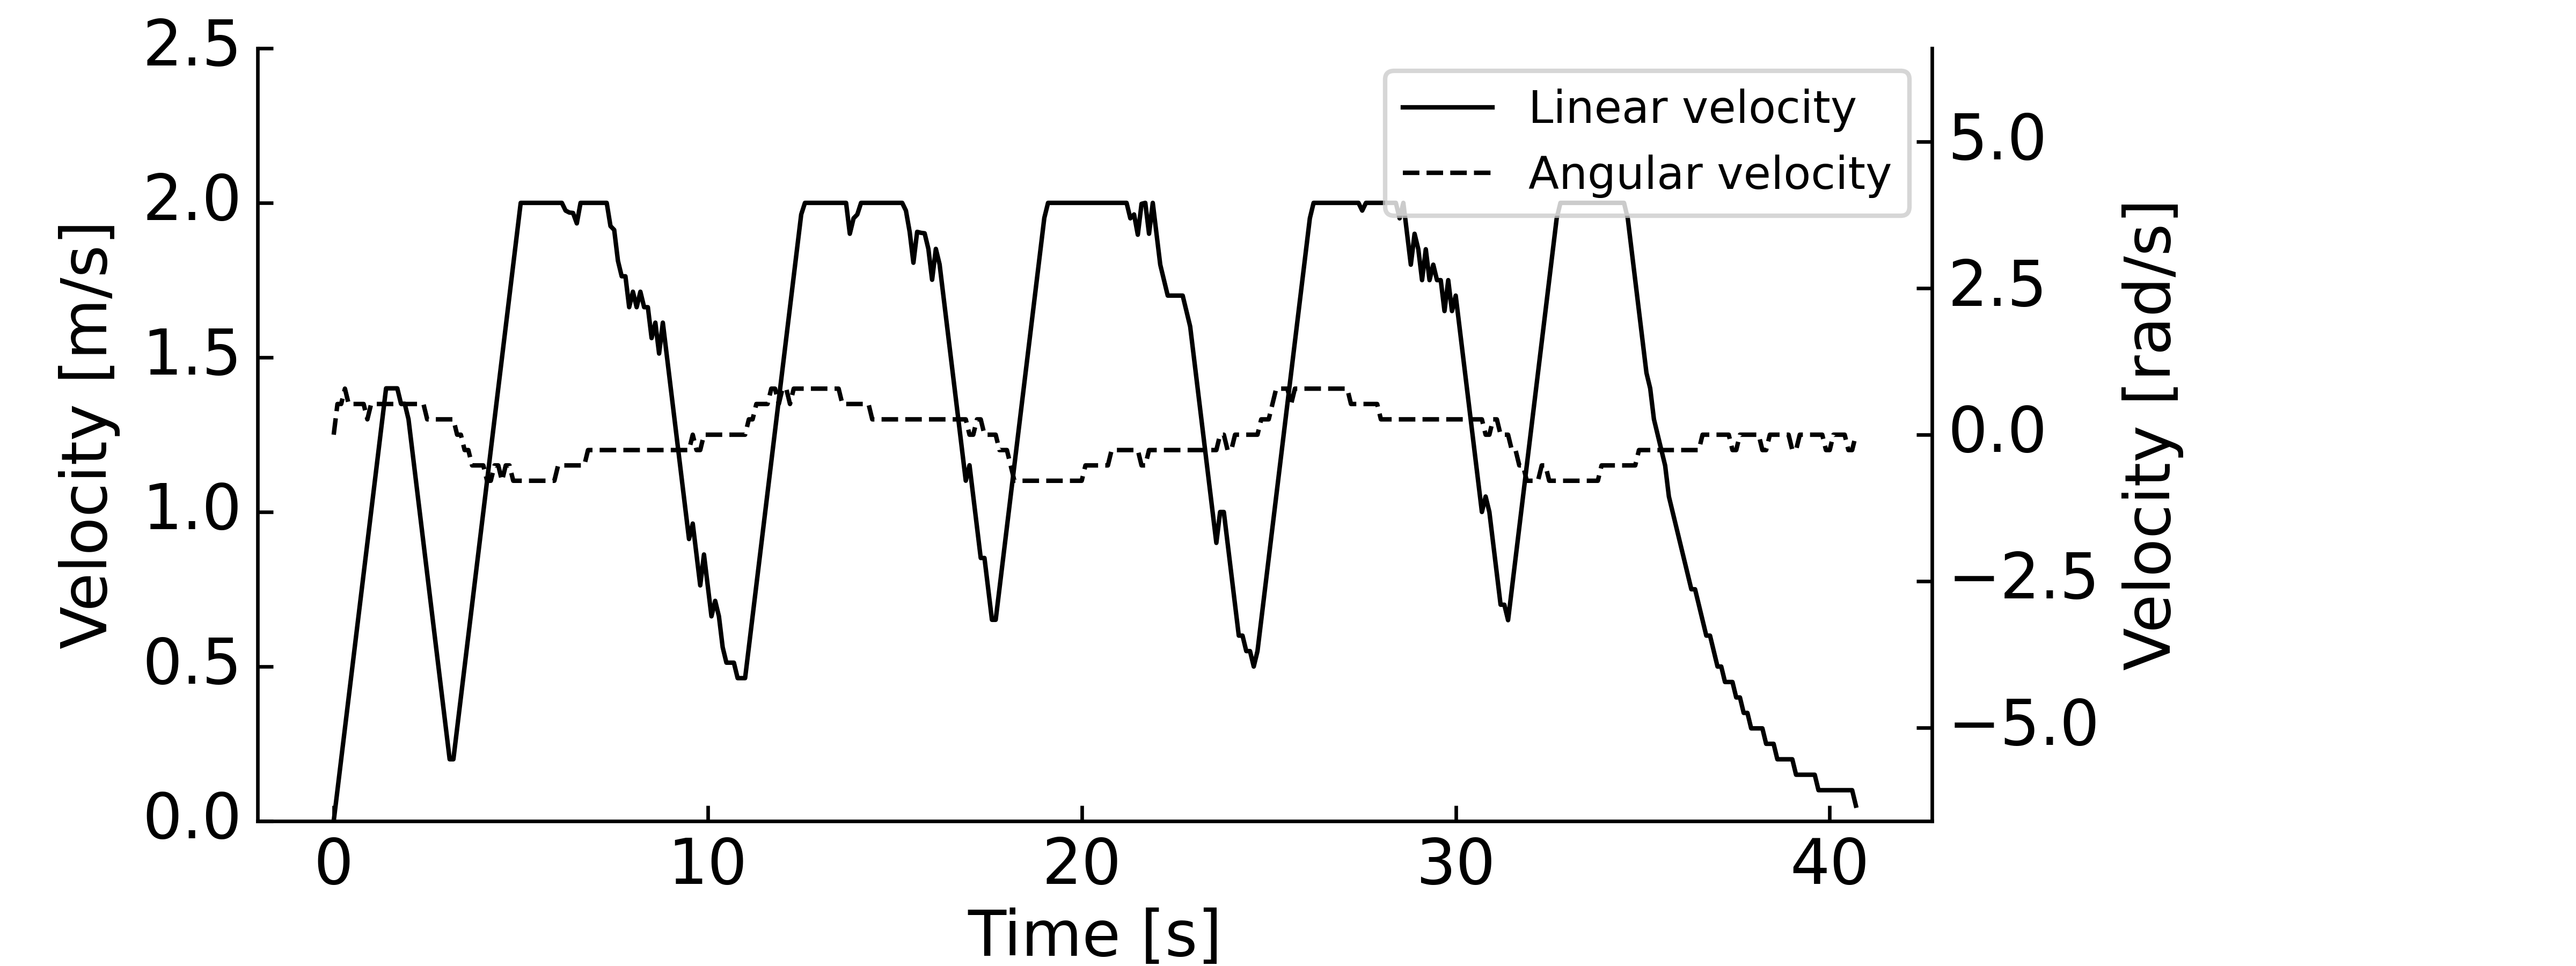 2.5
2.0
1.5
1.0
0.5
0.0
Velocity [m/s]
Linear velocity
Angular velocity
5.0
2.5
0.0
−2.5
−5.0
Velocity [rad/s]
0 10 20 30 40
Time [s]